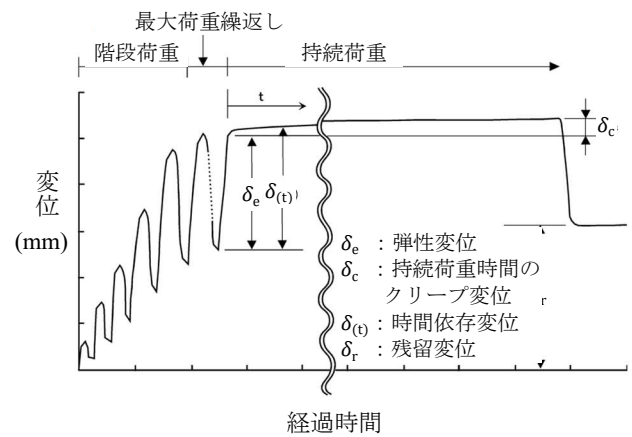 最大荷重繰返し
階段荷重
持続荷重
t
δc
変位
(mm)
δe
δ(t)
δe ：弾性変位
δc ：持続荷重時間の
クリープ変位
δ(t) ：時間依存変位
δr ：残留変位
r
経過時間